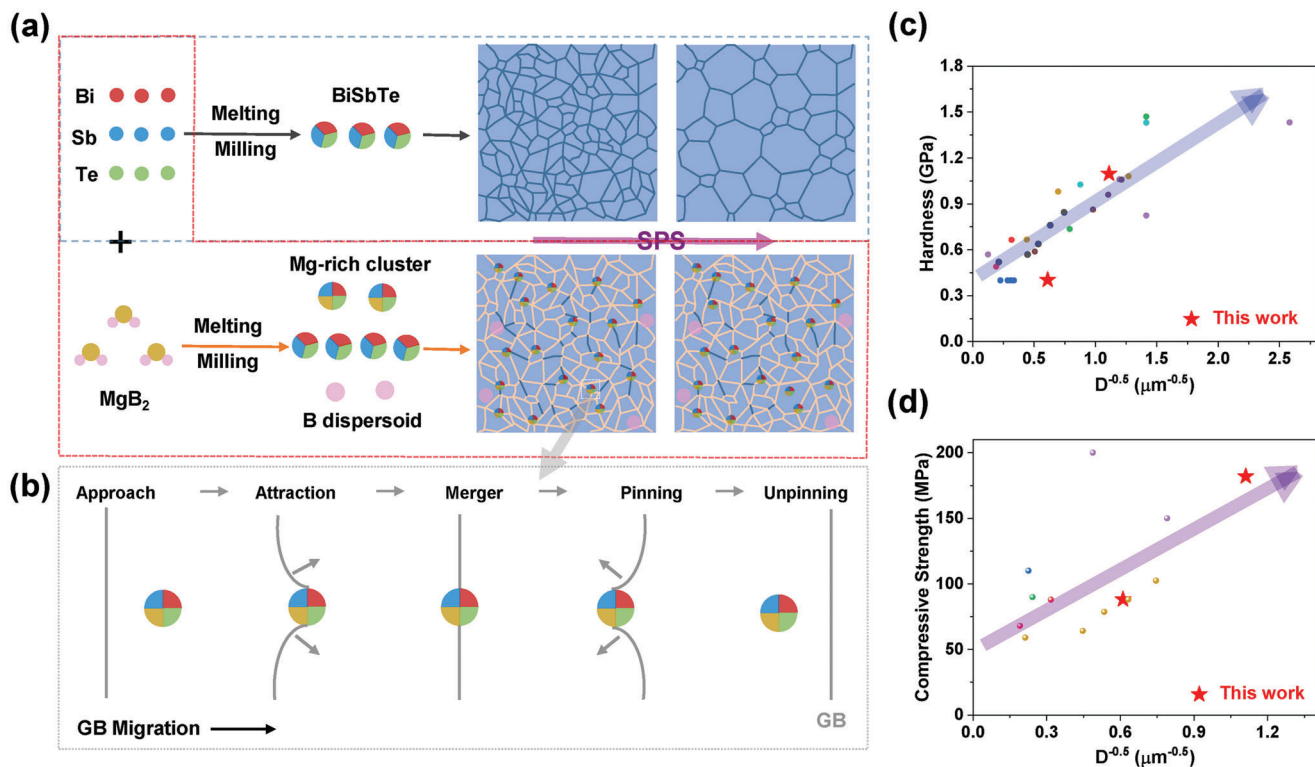 (a)
Bi
Sb
Te
Melting
Milling
BiSbTe
+
SPS
MgB₂
Melting
Milling
Mg-rich cluster
B dispersoid
(b)
Approach
Attraction
Merger
Pinning
Unpinning
GB Migration
GB
(c)
Hardness (GPa)
1.8
1.5
1.2
0.9
0.6
0.3
0.0
0.0 0.5 1.0 1.5 2.0 2.5
D⁻⁰·⁵ (μm⁻⁰·⁵)
This work
(d)
Compressive Strength (MPa)
200
150
100
50
0
0.0 0.3 0.6 0.9 1.2
D⁻⁰·⁵ (μm⁻⁰·⁵)
This work